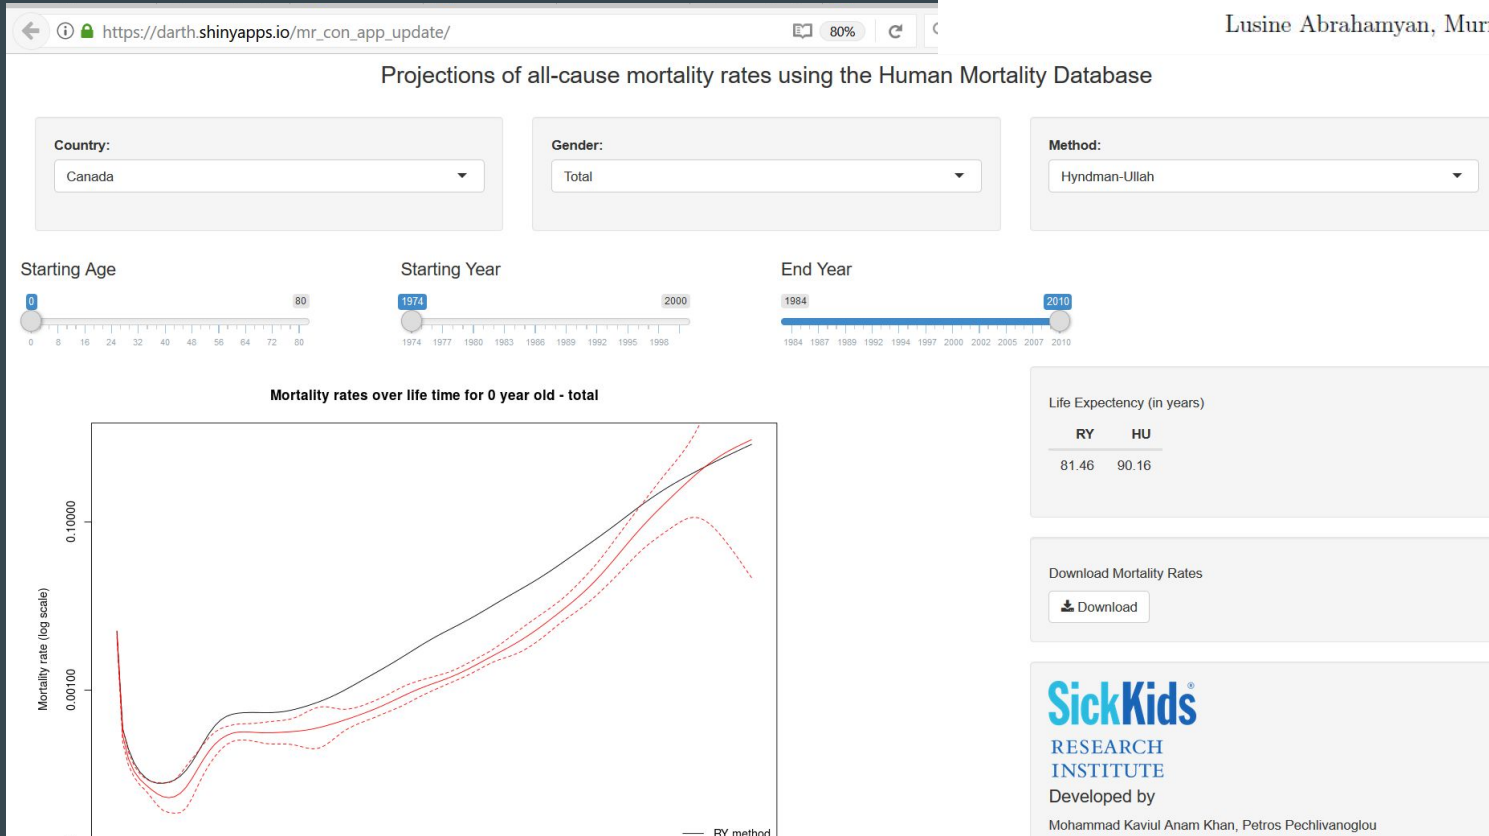 https://darth.shinyapps.io/mr_con_app_update/
80%
Lusine Abrahamyan,
Projections of all-cause mortality rates using the Human Mortality Database
Country:
Canada
Gender:
Total
Method:
Hyndman-Ullah
Starting Age
0 80
0 8 16 24 32 40 48 56 64 72 80
Starting Year
1974 2000
1974 1977 1980 1983 1986 1989 1992 1995 1998
End Year
1984 2010
1984 1987 1989 1992 1994 1997 2000 2002 2005 2007 2010
Mortality rates over life time for 0 year old - total
Mortality rate (log scale)
0.10000
0.00100
RY method
Life Expectency (in years)
RY HU
81.46 90.16
Download Mortality Rates
Download
SickKids®
RESEARCH
INSTITUTE
Developed by
Mohammad Kaviul Anam Khan, Petros Pechlivanoglou